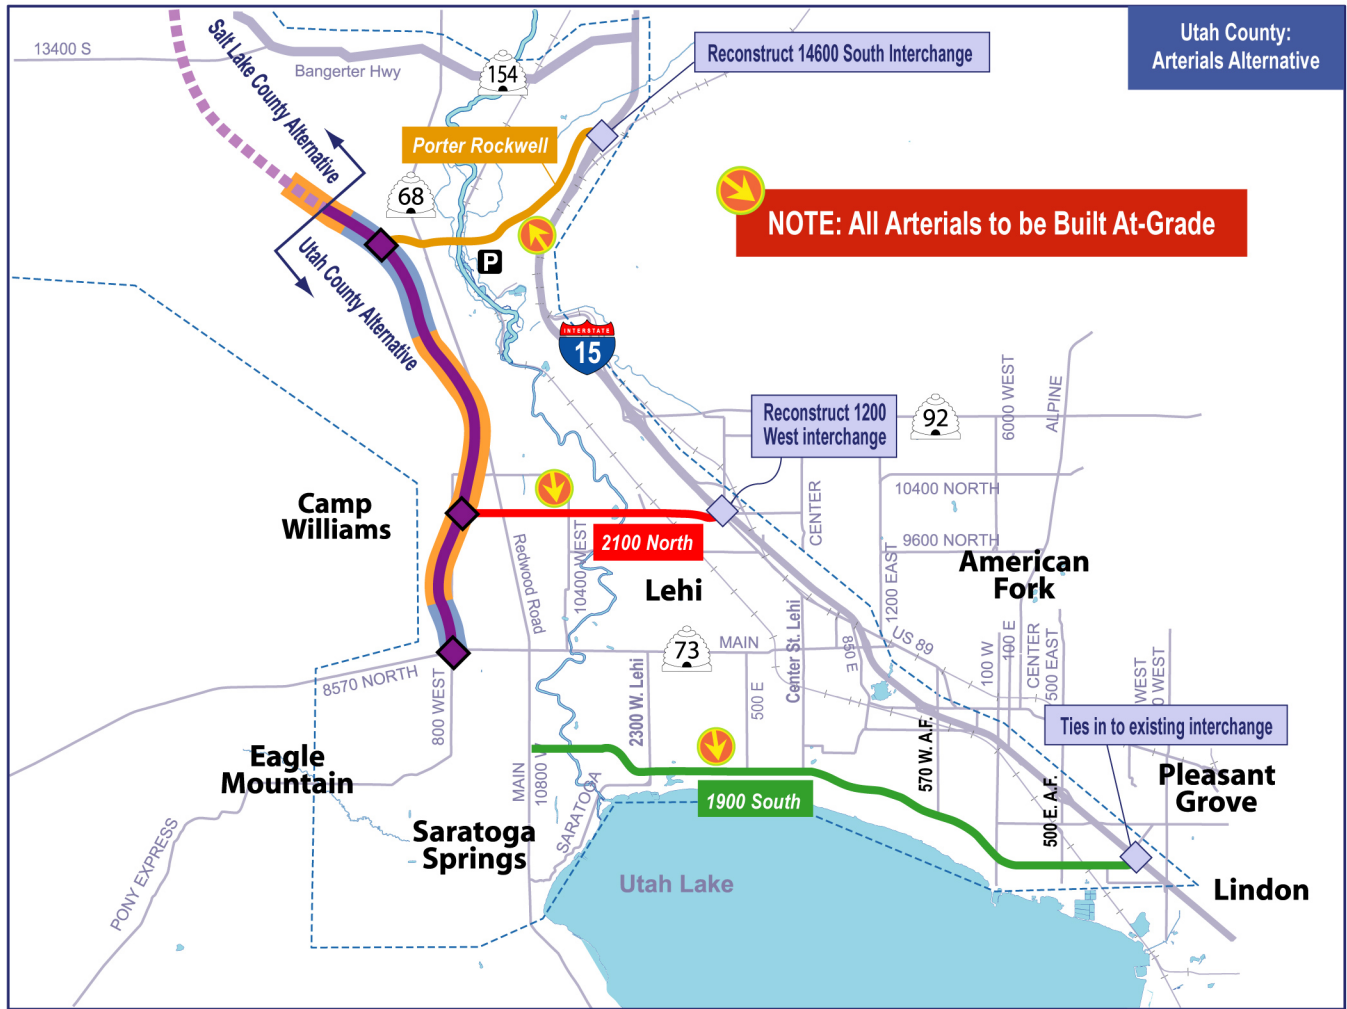 Utah County:
Arterials Alternative
13400 S
Bangerter Hwy
154
Reconstruct 14600 South Interchange
Salt Lake County Alternative
Porter Rockwell
68
NOTE: All Arterials to be Built At-Grade
Utah County Alternative
P
INTERSTATE
15
Reconstruct 1200
West interchange
92
6000 WEST
ALPINE
10400 NORTH
CENTER
9600 NORTH
Camp
Williams
2100 North
Redwood Road
10400 WEST
Lehi
American
Fork
1200 EAST
US 89
73
MAIN
Center St. Lehi
850 E
100 W
100 E
CENTER
500 EAST
WEST
WEST
8570 NORTH
800 WEST
2300 W. Lehi
500 E
570 W. A.F.
Ties in to existing interchange
Eagle
Mountain
MAIN
10800 W
SARATOGA
1900 South
500 E. A.F.
Pleasant
Grove
PONY EXPRESS
Saratoga
Springs
Utah Lake
Lindon